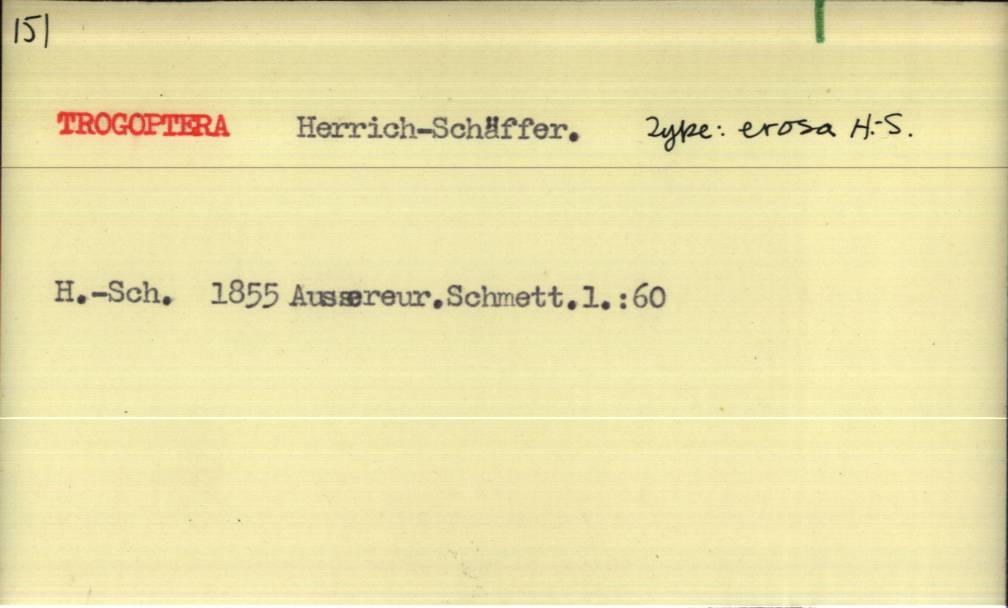 151
TROGOPTERA Herrich-Schäffer. Type: erosa H.-S.
H.-Sch. 1855 Aussereur.Schmett.1.:60